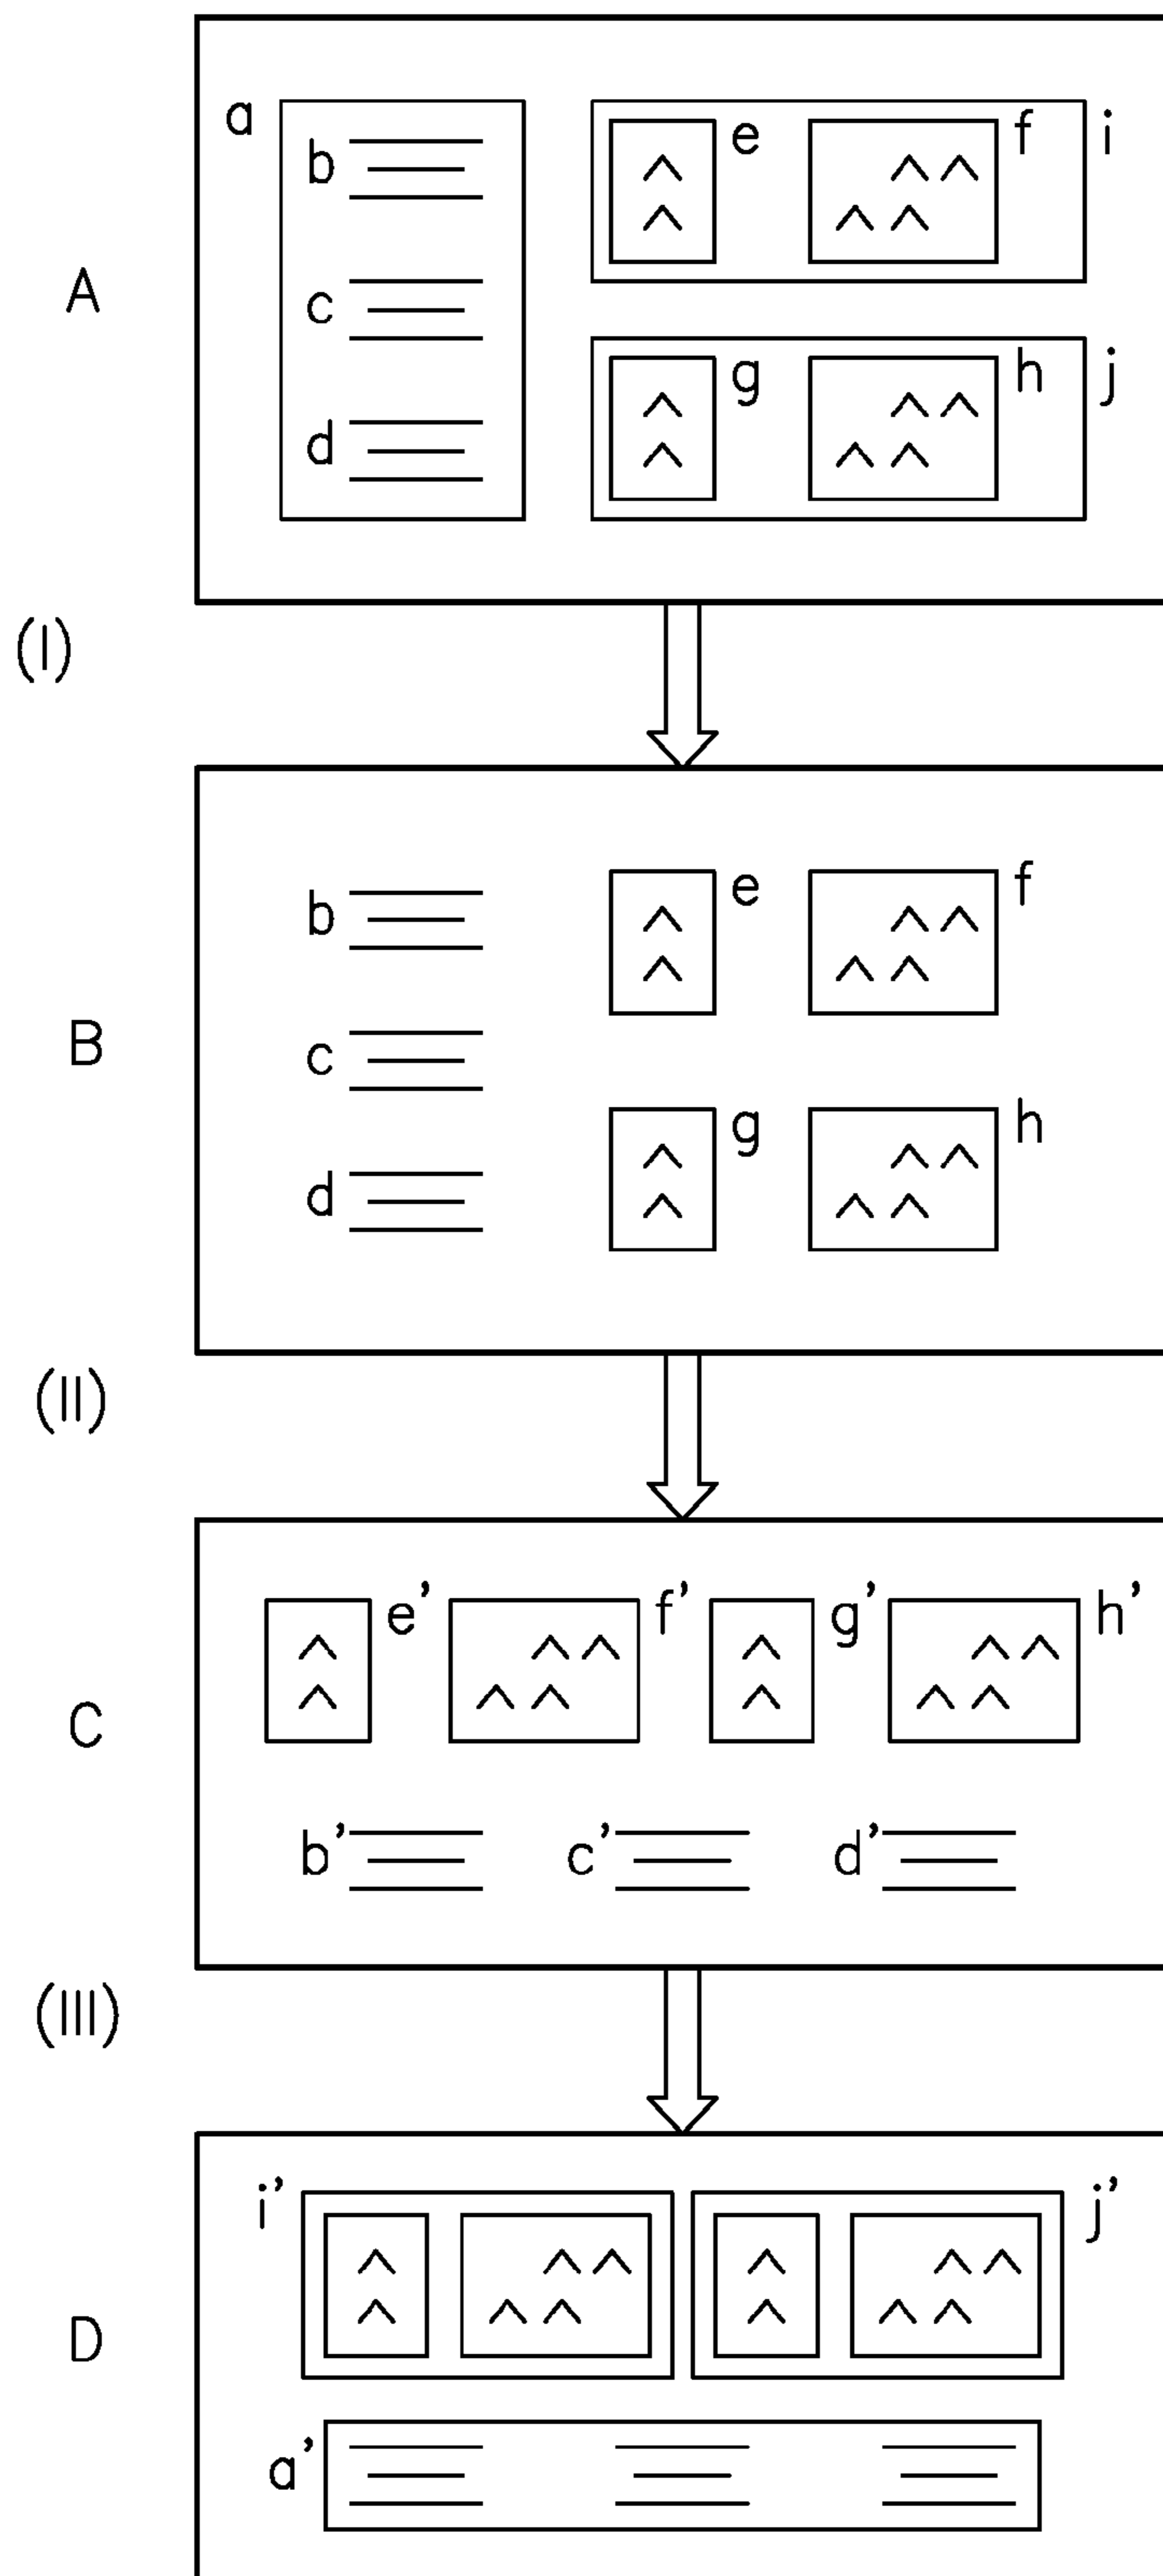 a
b
e
f
i
A
c
d
g
h
j
(I)
b
e
f
B
c
d
g
h
(II)
e' f' g' h'
C
b' c' d'
(III)
i' j'
D
a'